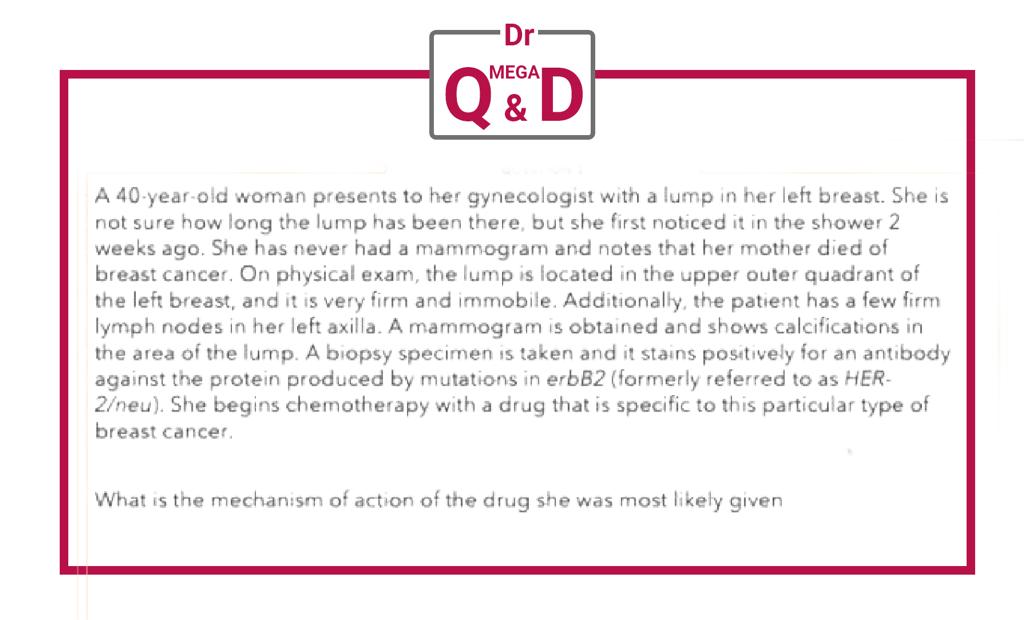 Dr
MEGA
Q & D
A 40-year-old woman presents to her gynecologist with a lump in her left breast. She is
not sure how long the lump has been there, but she first noticed it in the shower 2
weeks ago. She has never had a mammogram and notes that her mother died of
breast cancer. On physical exam, the lump is located in the upper outer quadrant of
the left breast, and it is very firm and immobile. Additionally, the patient has a few firm
lymph nodes in her left axilla. A mammogram is obtained and shows calcifications in
the area of the lump. A biopsy specimen is taken and it stains positively for an antibody
against the protein produced by mutations in erbB2 (formerly referred to as HER-
2/neu). She begins chemotherapy with a drug that is specific to this particular type of
breast cancer.
What is the mechanism of action of the drug she was most likely given